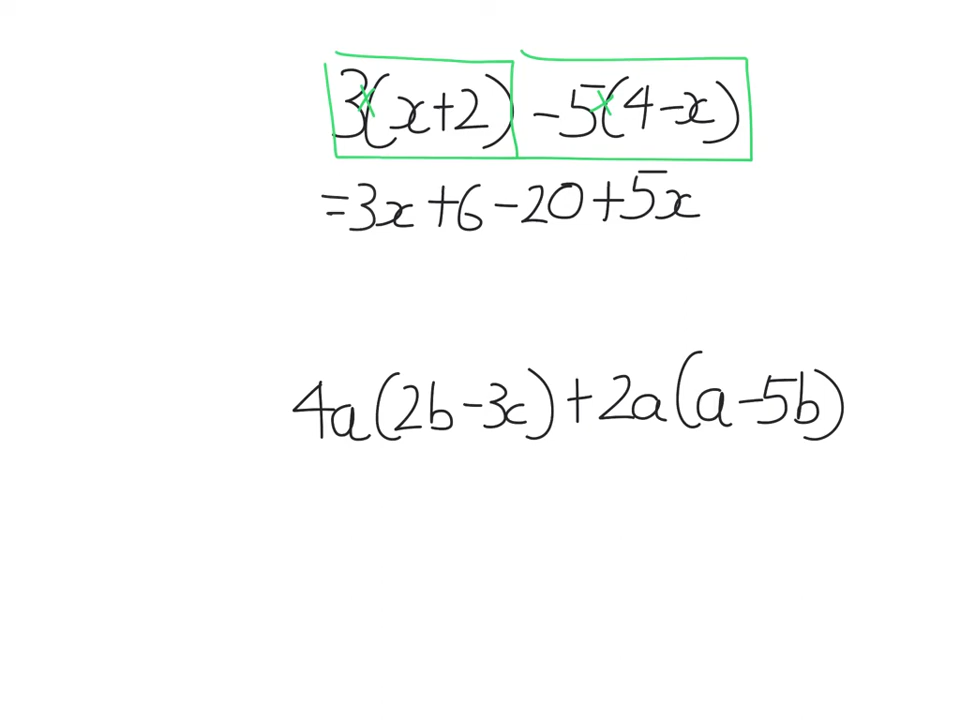 3×(x+2) -5×(4-x)
=3x+6-20+5x
4a(2b-3c)+2a(a-5b)